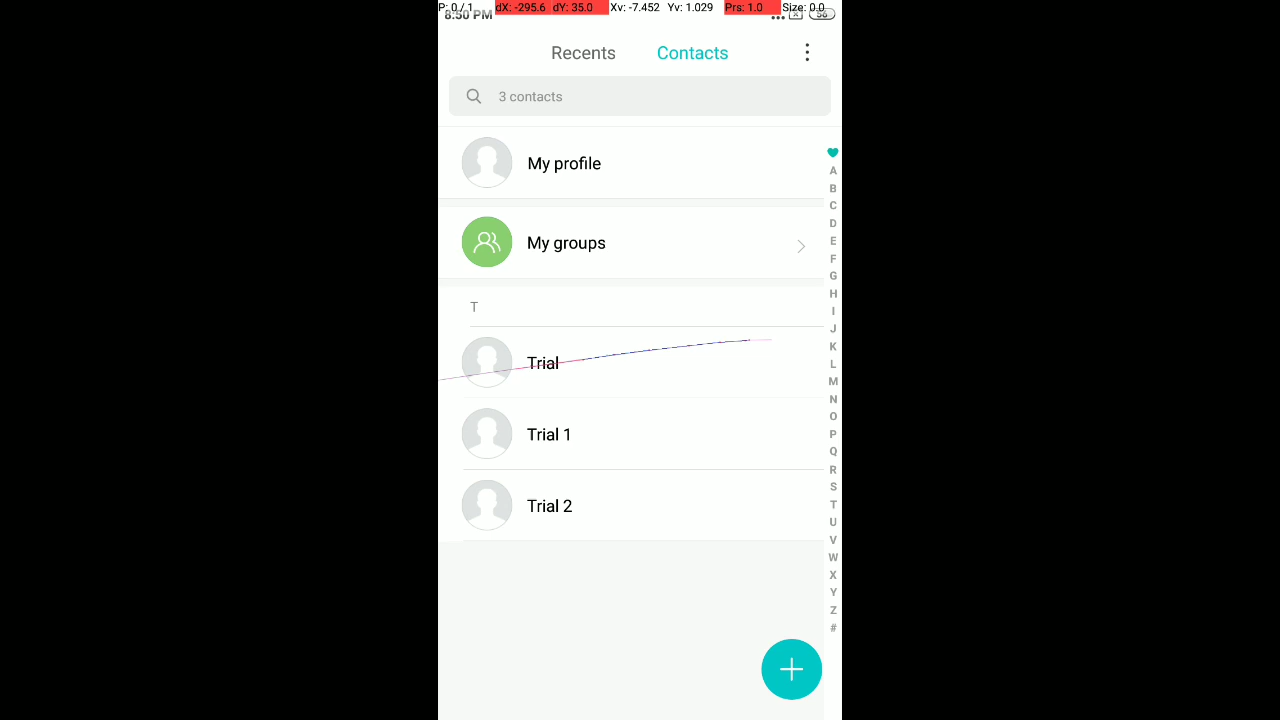 P: 0 / 1 dX: -295.6 dY: 35.0 Xv: -7.452 Yv: 1.029 Prs: 1.0 Size: 0.0
8:50 PM 56
Recents Contacts
3 contacts
My profile
My groups
T
Trial
Trial 1
Trial 2
A
B
C
D
E
F
G
H
I
J
K
L
M
N
O
P
Q
R
S
T
U
V
W
X
Y
Z
#